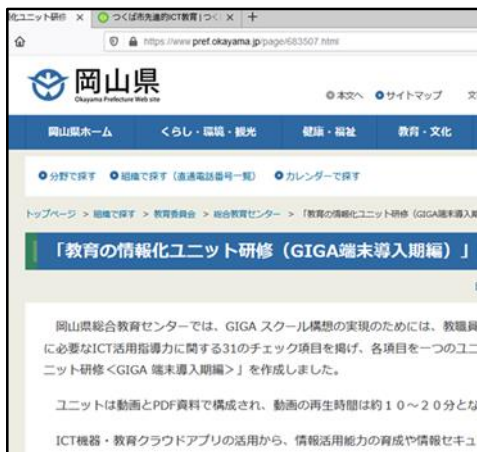 化ユニット研修 × つくば市先進的ICT教育 | つく × +
https://www.pref.okayama.jp/page/683507.html
岡山県
Okayama Prefecture Web site
本文へ サイトマップ 文
岡山県ホーム くらし・環境・観光 健康・福祉 教育・文化
分野で探す 組織で探す（直通電話番号一覧） カレンダーで探す
トップページ > 組織で探す > 教育委員会 > 総合教育センター > 「教育の情報化ユニット研修（GIGA端末導入期
「教育の情報化ユニット研修（GIGA端末導入期編）」
岡山県総合教育センターでは、GIGA スクール構想の実現のためには、教職員
に必要なICT活用指導力に関する31のチェック項目を掲げ、各項目を一つのユニ
ニット研修＜GIGA 端末導入期編＞」を作成しました。
ユニットは動画とPDF資料で構成され、動画の再生時間は約１０～２０分とな
ICT機器・教育クラウドアプリの活用から、情報活用能力の育成や情報セキュ